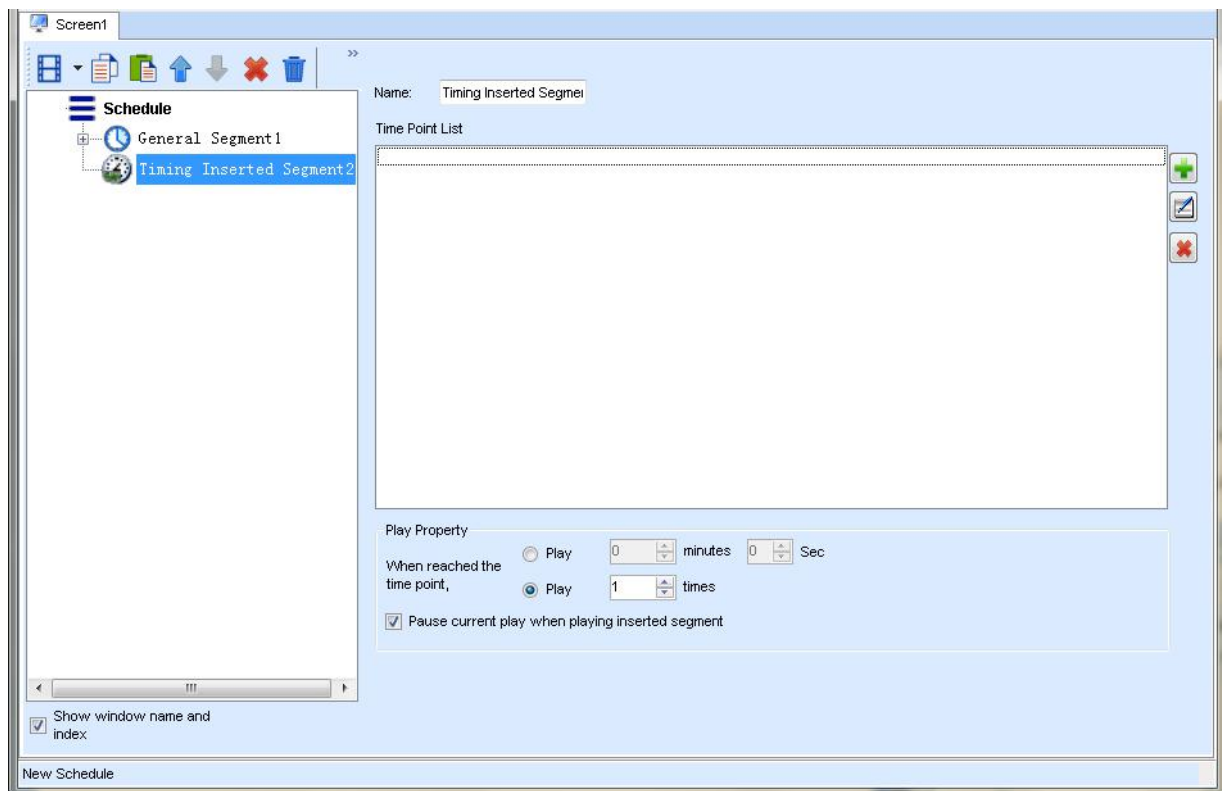 Screen1
»
Schedule
General Segment1
Timing Inserted Segment2
Show window name and
index
Name: Timing Inserted Segmei
Time Point List
Play Property
When reached the
time point,
Play 0 minutes 0 Sec
Play 1 times
Pause current play when playing inserted segment
New Schedule